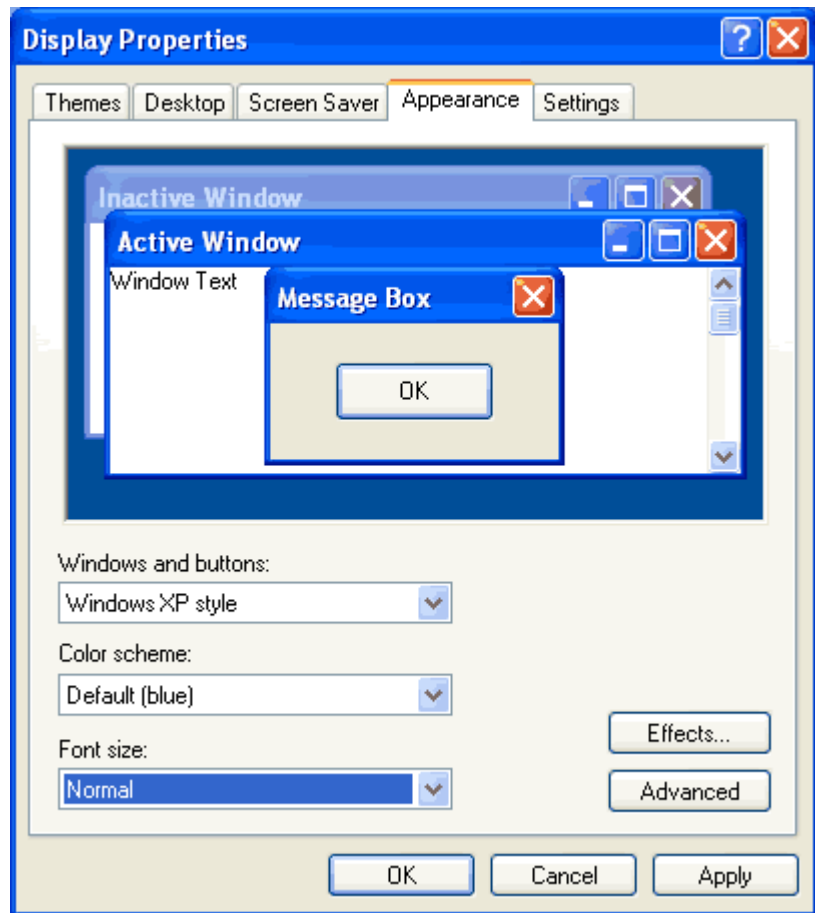 Display Properties
?
Themes Desktop Screen Saver Appearance Settings
Inactive Window
Active Window
Window Text
Message Box
OK
Windows and buttons:
Windows XP style
Color scheme:
Default (blue)
Effects...
Font size:
Normal
Advanced
OK Cancel Apply